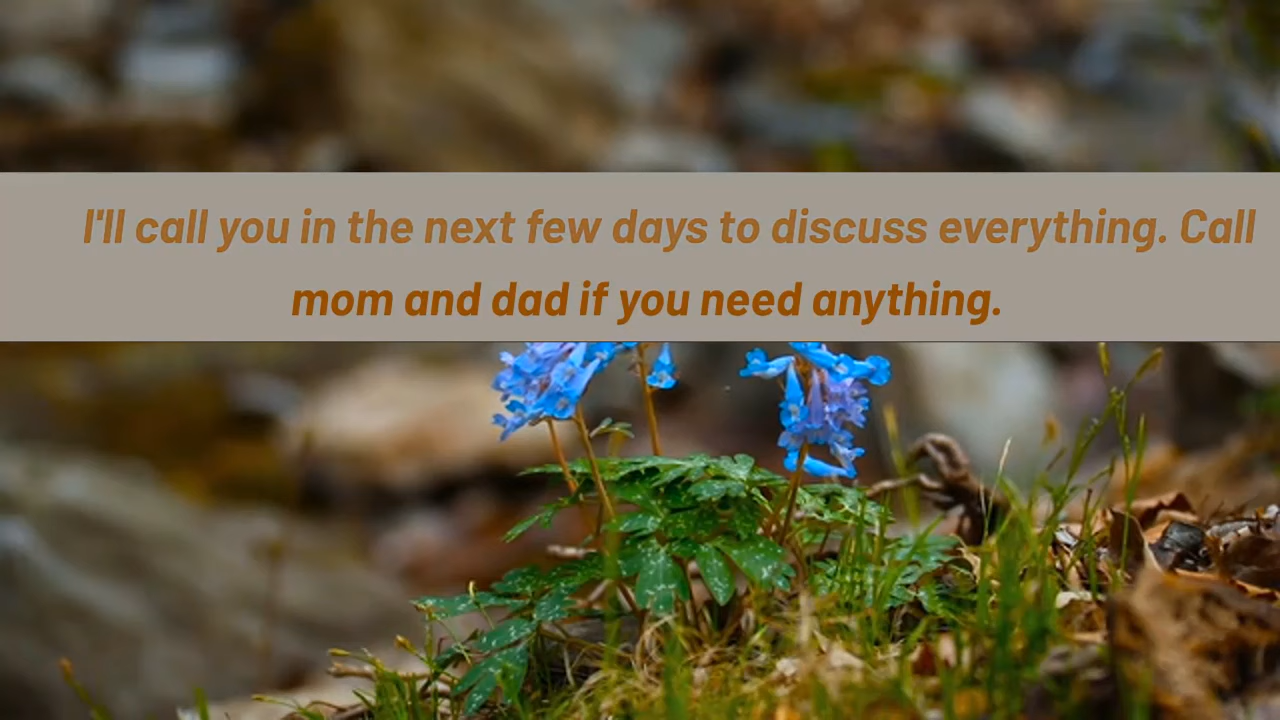 I'll call you in the next few days to discuss everything. Call
mom and dad if you need anything.